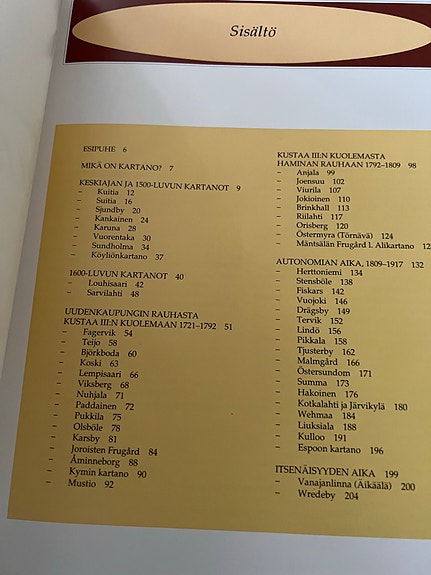 Sisältö
ESIPUHE 6
MIKÄ ON KARTANO? 7
KESKIAJAN JA 1500-LUVUN KARTANOT 9
– Kuitia 12
– Suitia 16
– Sjundby 20
– Kankainen 24
– Karuna 28
– Vuorentaka 30
– Sundholma 34
– Köyliönkartano 37
1600-LUVUN KARTANOT 40
– Louhisaari 42
– Sarvilahti 48
UUDENKAUPUNGIN RAUHASTA
KUSTAA III:N KUOLEMAAN 1721–1792 51
– Fagervik 54
– Teijo 58
– Björkboda 60
– Koski 63
– Lempisaari 66
– Viksberg 68
– Nuhjala 71
– Paddainen 72
– Pukkila 75
– Olsböle 78
– Karsby 81
– Joroisten Frugård 84
– Åminneborg 88
– Kymin kartano 90
– Mustio 92
KUSTAA III:N KUOLEMASTA
HAMINAN RAUHAAN 1792–1809 98
– Anjala 99
– Joensuu 102
– Viurila 107
– Jokioinen 110
– Brinkhall 113
– Riilahti 117
– Orisberg 120
– Östermyra (Törnävä) 124
– Mäntsälän Frugård l. Alikartano 12
AUTONOMIAN AIKA, 1809–1917 132
– Herttoniemi 134
– Stensböle 138
– Fiskars 142
– Vuojoki 146
– Drägsby 149
– Tervik 152
– Lindö 156
– Pikkala 158
– Tjusterby 162
– Malmgård 166
– Östersundom 171
– Summa 173
– Hakoinen 176
– Kotkalahti ja Järvikylä 180
– Wehmaa 184
– Liuksiala 188
– Kulloo 191
– Espoon kartano 196
ITSENÄISYYDEN AIKA 199
– Vanajanlinna (Äikäälä) 200
– Wredeby 204